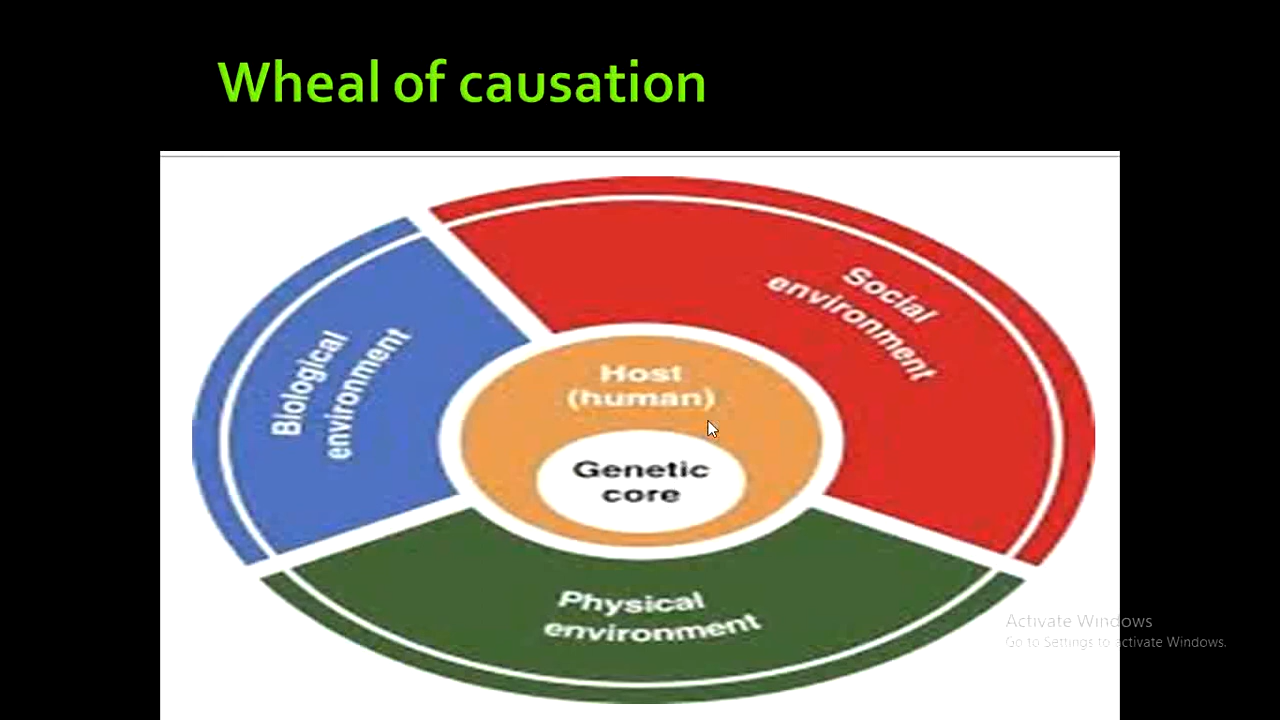 Wheal of causation
Social
environment
Biological
environment
Host
(human)
Genetic
core
Physical
environment
Activate Windows
Go to Settings to activate Windows.